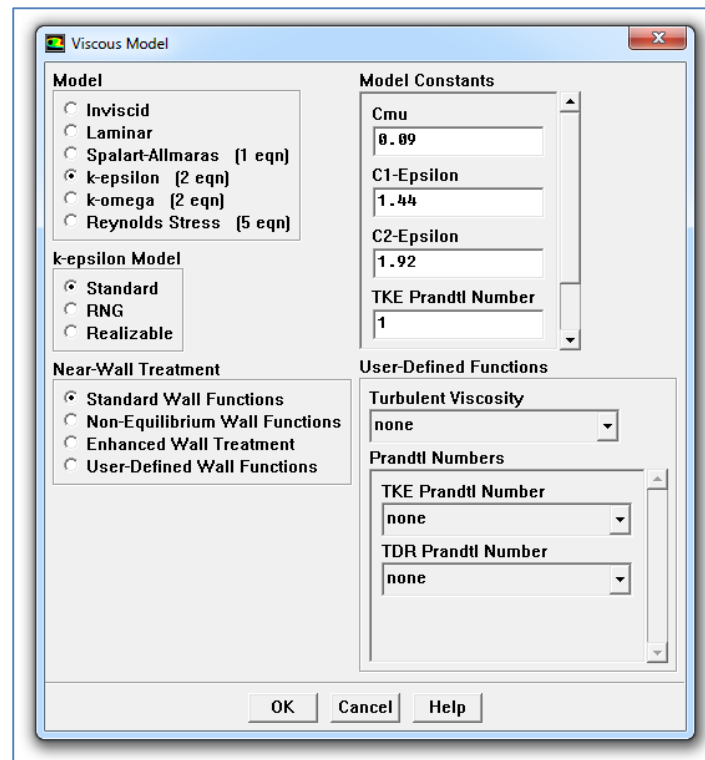 Viscous Model
Model
Inviscid
Laminar
Spalart-Allmaras (1 eqn)
k-epsilon (2 eqn)
k-omega (2 eqn)
Reynolds Stress (5 eqn)
k-epsilon Model
Standard
RNG
Realizable
Near-Wall Treatment
Standard Wall Functions
Non-Equilibrium Wall Functions
Enhanced Wall Treatment
User-Defined Wall Functions
Model Constants
Cmu
0.09
C1-Epsilon
1.44
C2-Epsilon
1.92
TKE Prandtl Number
1
User-Defined Functions
Turbulent Viscosity
none
Prandtl Numbers
TKE Prandtl Number
none
TDR Prandtl Number
none
OK Cancel Help